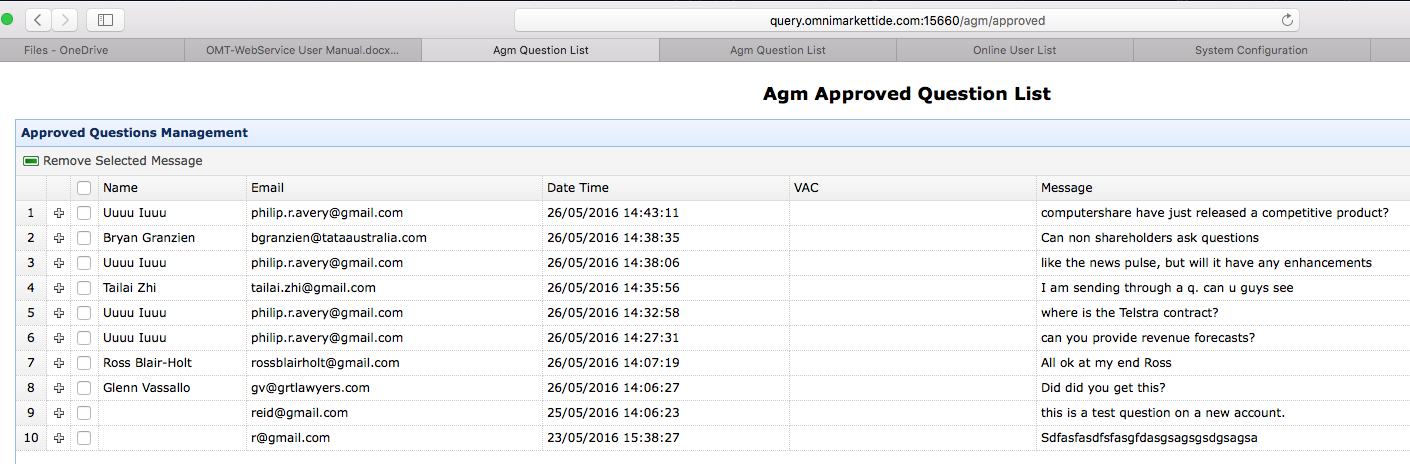 query.omnimarkettide.com:15660/agm/approved
Files - OneDrive OMT-WebService User Manual.docx... Agm Question List Agm Question List Online User List System Configuration
Agm Approved Question List
Approved Questions Management
Remove Selected Message
Name Email Date Time VAC Message
1 Uuuu Iuuu philip.r.avery@gmail.com 26/05/2016 14:43:11 computershare have just released a competitive product?
2 Bryan Granzien bgranzien@tataaustralia.com 26/05/2016 14:38:35 Can non shareholders ask questions
3 Uuuu Iuuu philip.r.avery@gmail.com 26/05/2016 14:38:06 like the news pulse, but will it have any enhancements
4 Tailai Zhi tailai.zhi@gmail.com 26/05/2016 14:35:56 I am sending through a q. can u guys see
5 Uuuu Iuuu philip.r.avery@gmail.com 26/05/2016 14:32:58 where is the Telstra contract?
6 Uuuu Iuuu philip.r.avery@gmail.com 26/05/2016 14:27:31 can you provide revenue forecasts?
7 Ross Blair-Holt rossblairholt@gmail.com 26/05/2016 14:07:19 All ok at my end Ross
8 Glenn Vassallo gv@grtlawyers.com 26/05/2016 14:06:27 Did did you get this?
9 reid@gmail.com 25/05/2016 14:06:23 this is a test question on a new account.
10 r@gmail.com 23/05/2016 15:38:27 Sdfasfasdfsfasgfdasgsagsgsdgsagsa